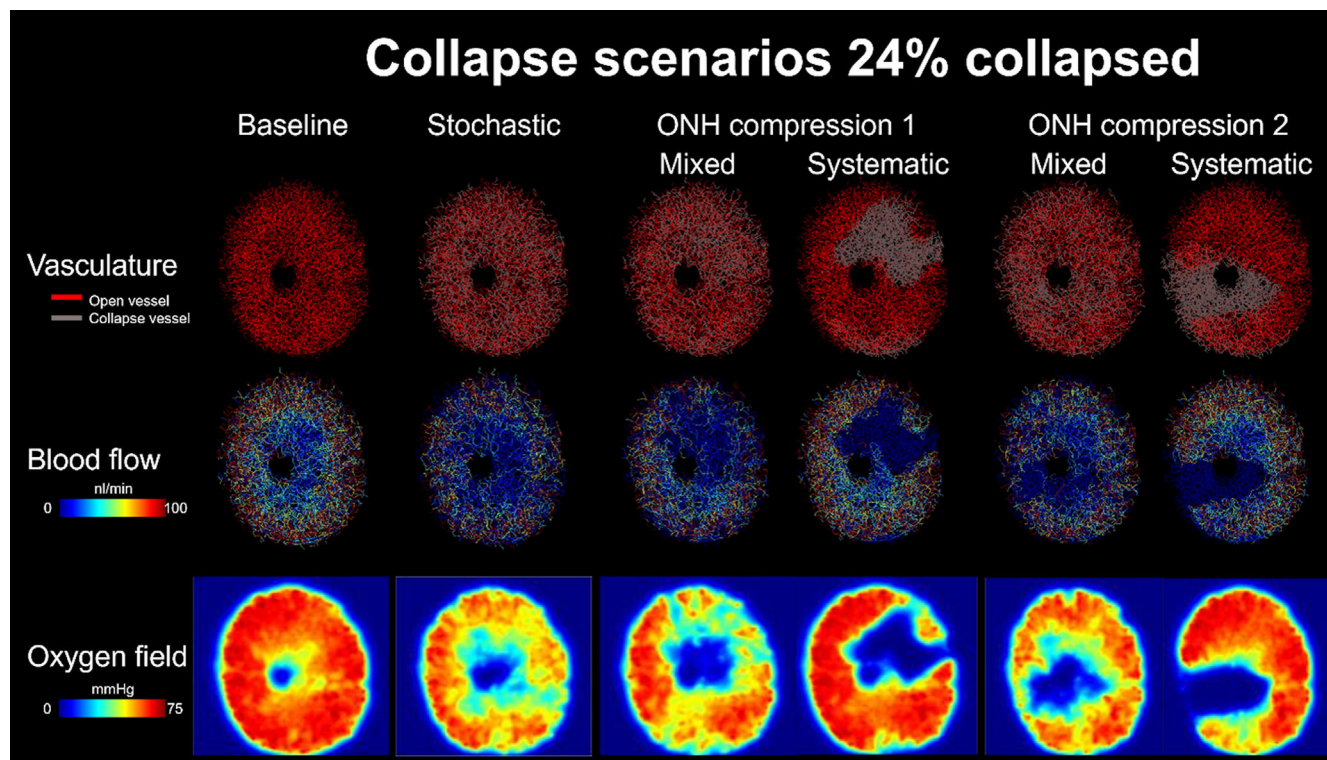 Collapse scenarios 24% collapsed
Baseline Stochastic ONH compression 1 ONH compression 2
Mixed Systematic Mixed Systematic
Vasculature
Open vessel
Collapse vessel
Blood flow
nl/min
0 100
Oxygen field
mmHg
0 75